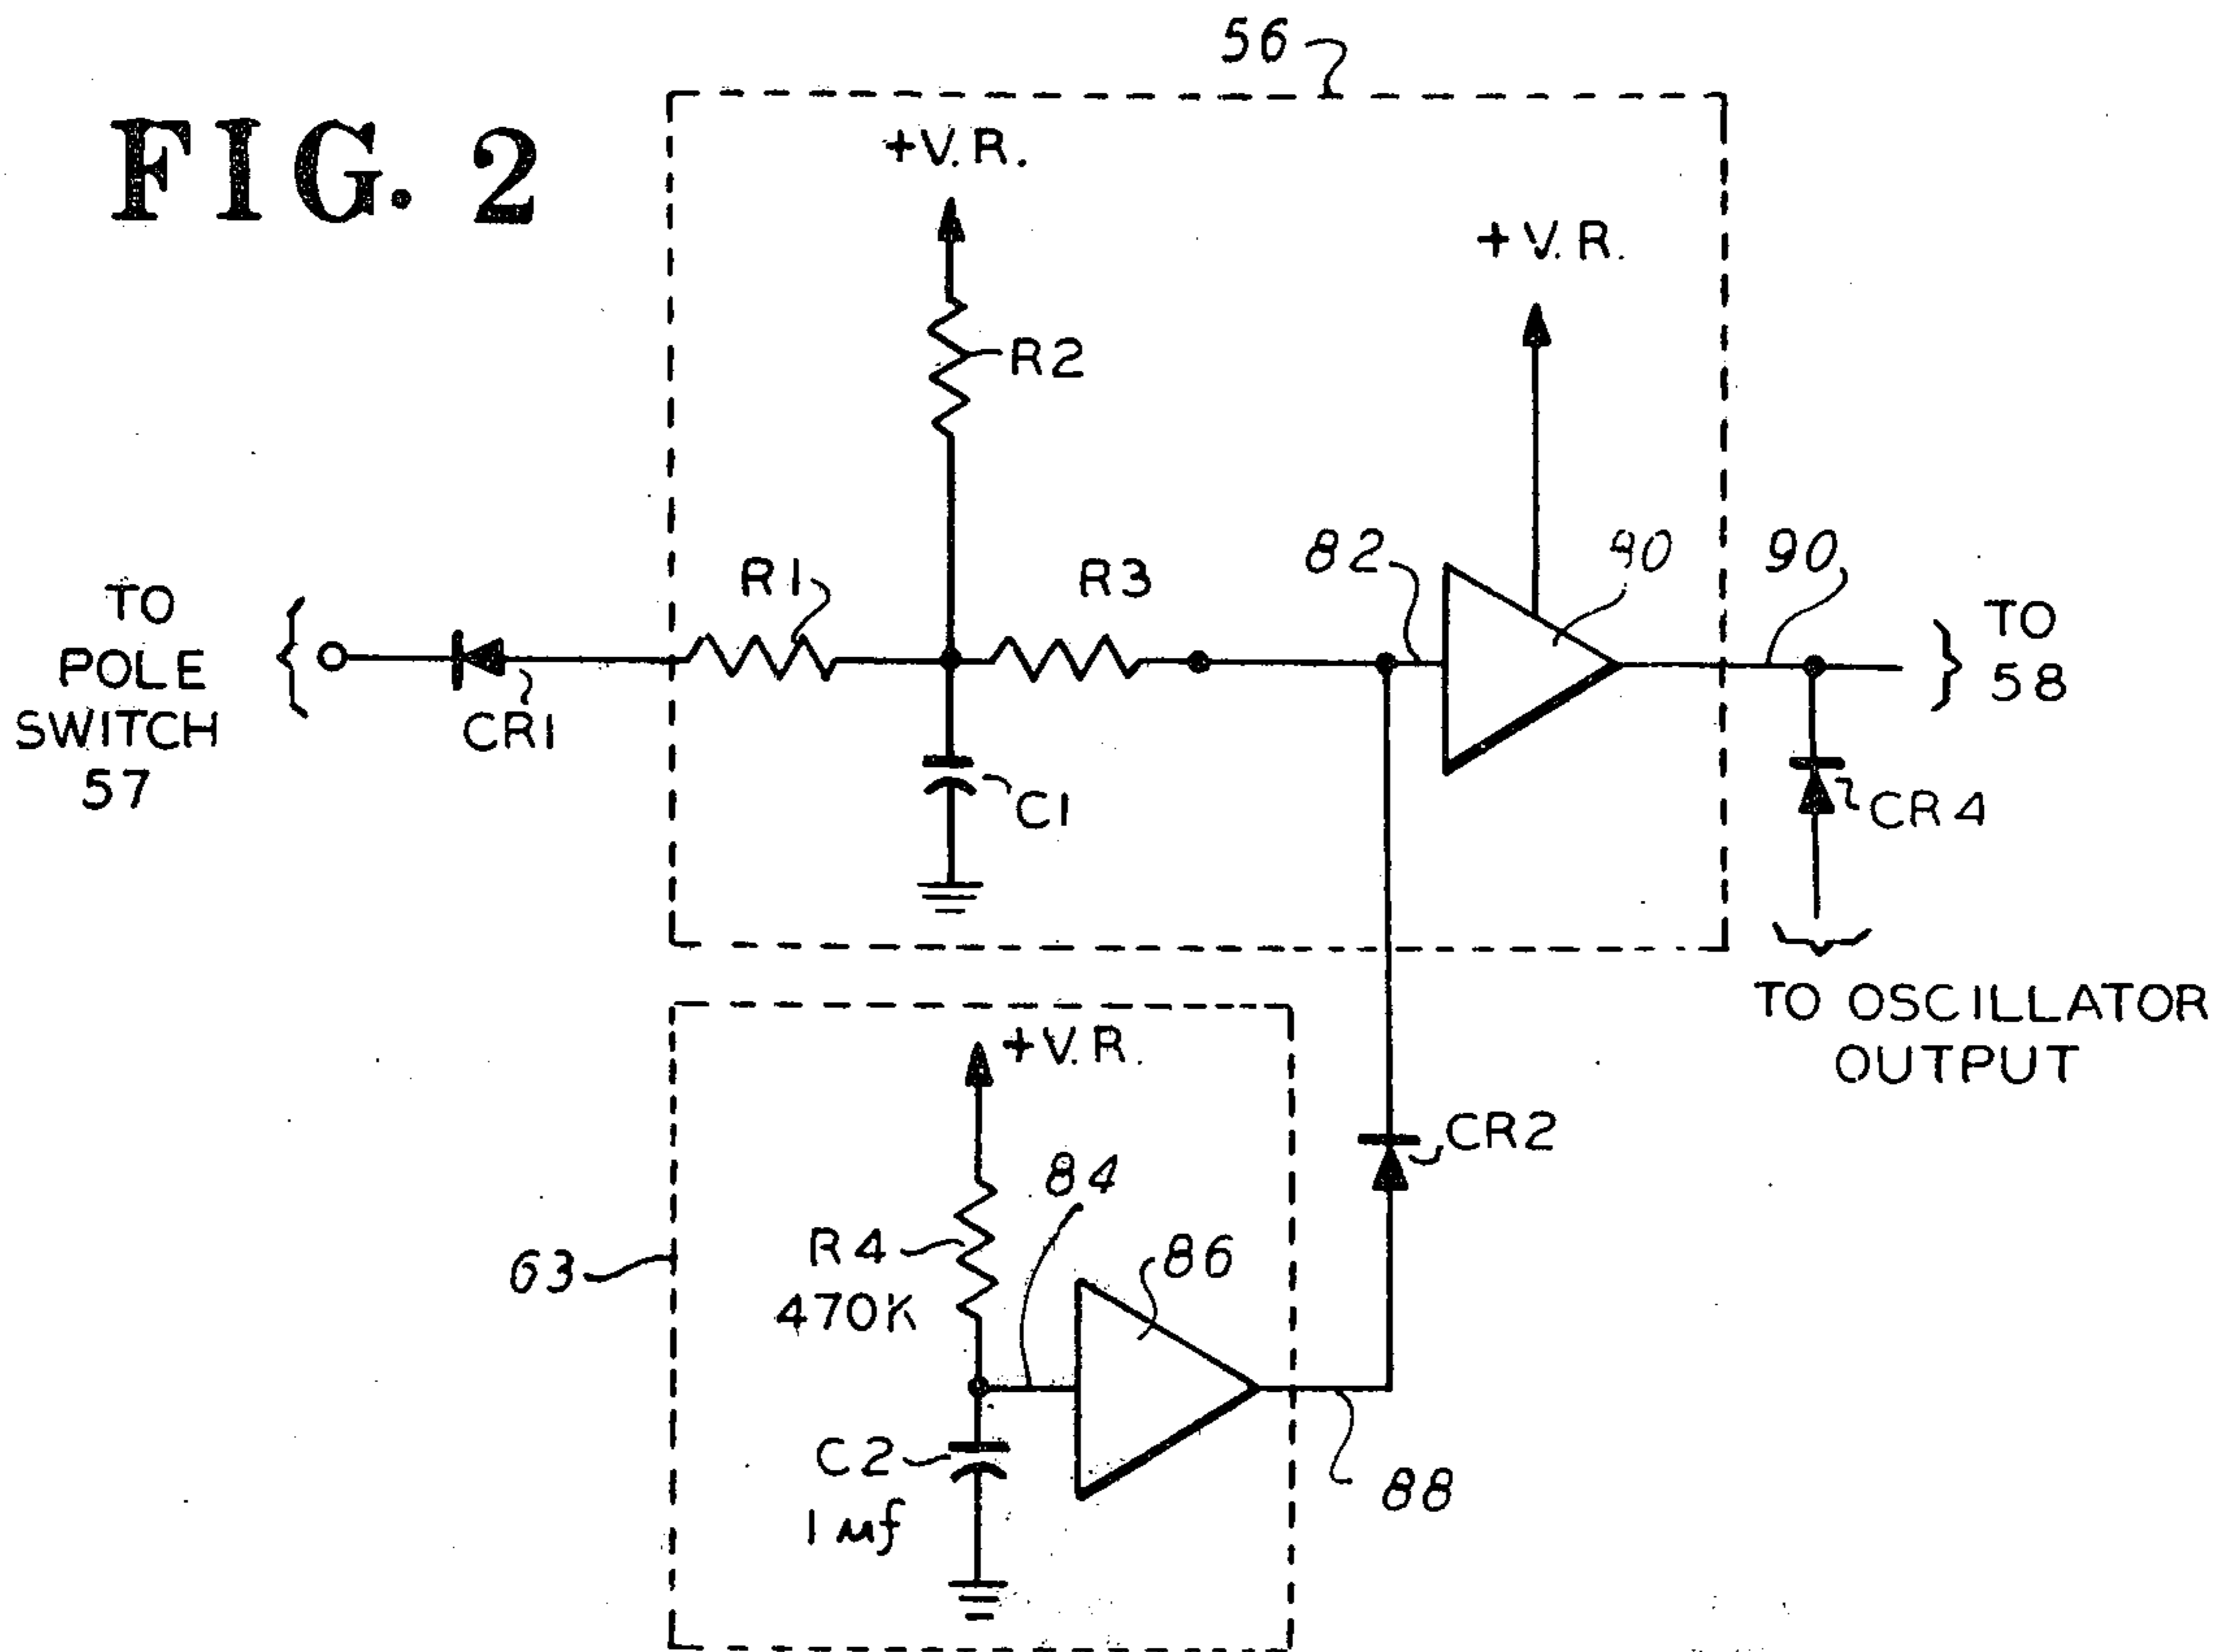 FIG. 2
56
+V.R.
+V.R.
R2
R1
R3
82
90
90
TO
POLE
SWITCH
57
CR1
C1
TO
58
CR4
TO OSCILLATOR
OUTPUT
+V.R.
CR2
84
R4
470K
86
63
C2
1 µf
88